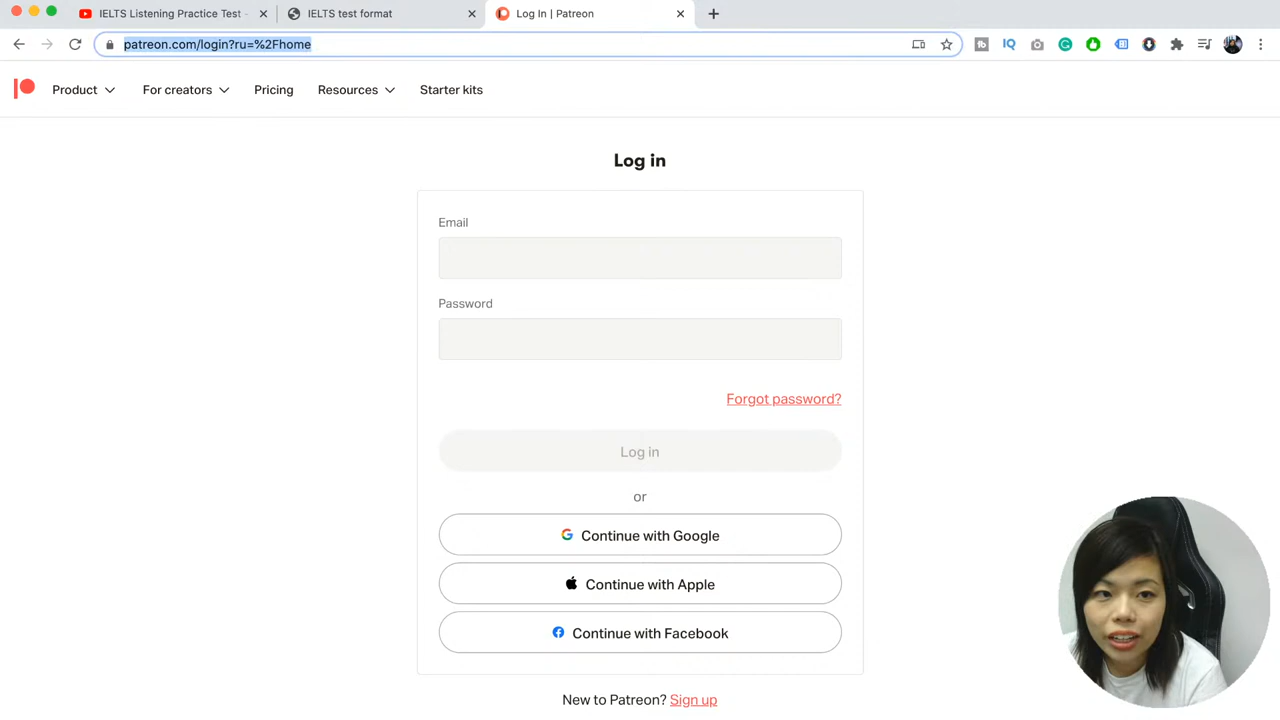 IELTS Listening Practice Test -
IELTS test format
Log In | Patreon
patreon.com/login?ru=%2Fhome
Product
For creators
Pricing
Resources
Starter kits
Log in
Email
Password
Forgot password?
Log in
or
Continue with Google
Continue with Apple
Continue with Facebook
New to Patreon? Sign up